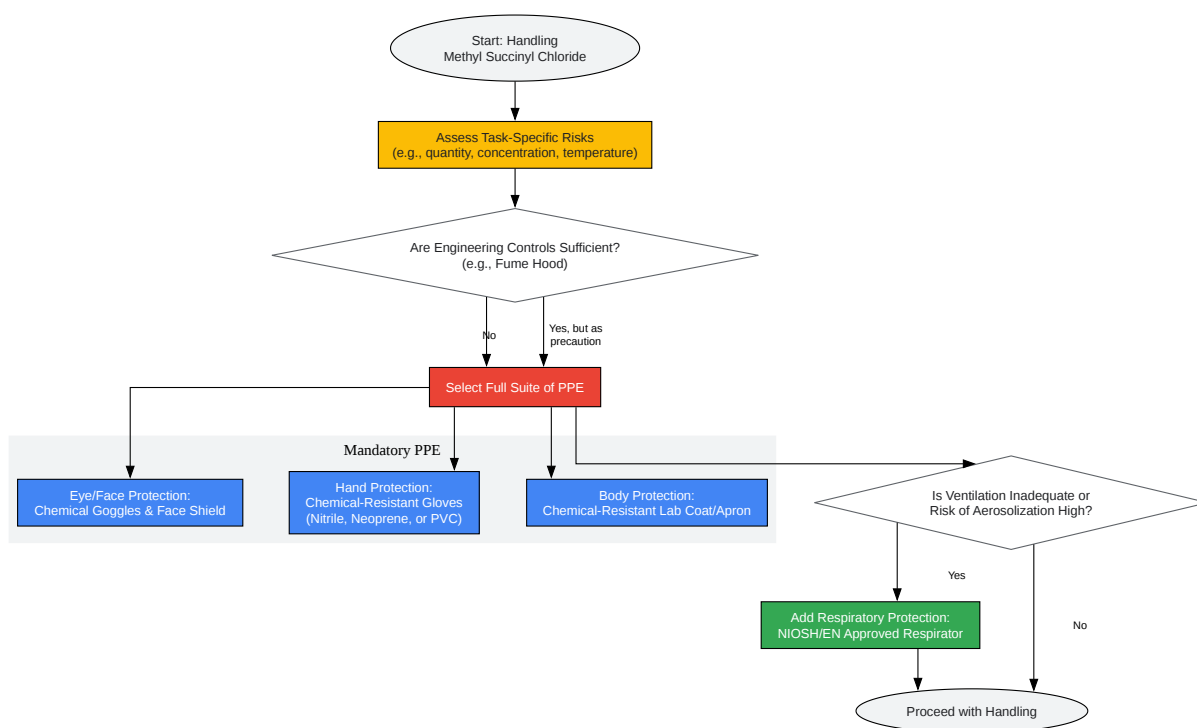 Start: Handling
Methyl Succinyl Chloride
Assess Task-Specific Risks
(e.g., quantity, concentration, temperature)
Are Engineering Controls Sufficient?
(e.g., Fume Hood)
No
Yes, but as
precaution
Select Full Suite of PPE
Mandatory PPE
Eye/Face Protection:
Chemical Goggles & Face Shield
Hand Protection:
Chemical-Resistant Gloves
(Nitrile, Neoprene, or PVC)
Body Protection:
Chemical-Resistant Lab Coat/Apron
Is Ventilation Inadequate or
Risk of Aerosolization High?
Yes
Add Respiratory Protection:
NIOSH/EN Approved Respirator
No
Proceed with Handling